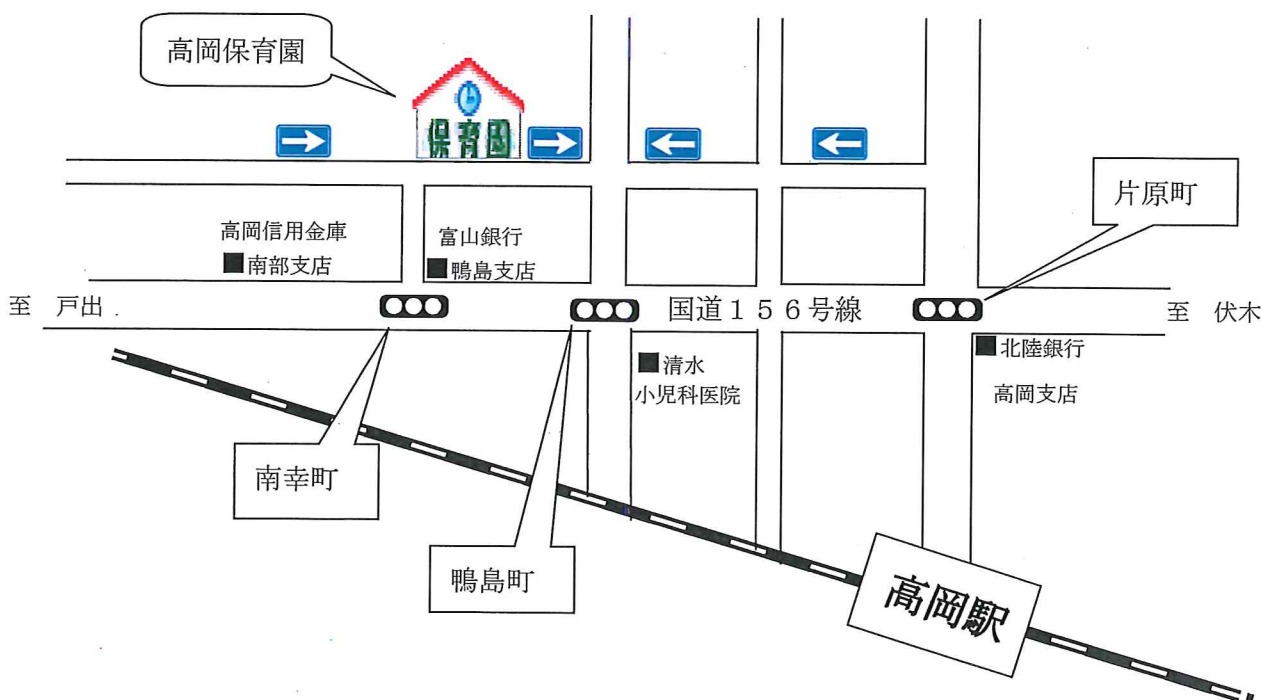 高岡保育園
保育園
片原町
高岡信用金庫
■南部支店
富山銀行
■鴨島支店
至 戸出
国道156号線
至 伏木
■清水
小児科医院
■北陸銀行
高岡支店
南幸町
鴨島町
高岡駅